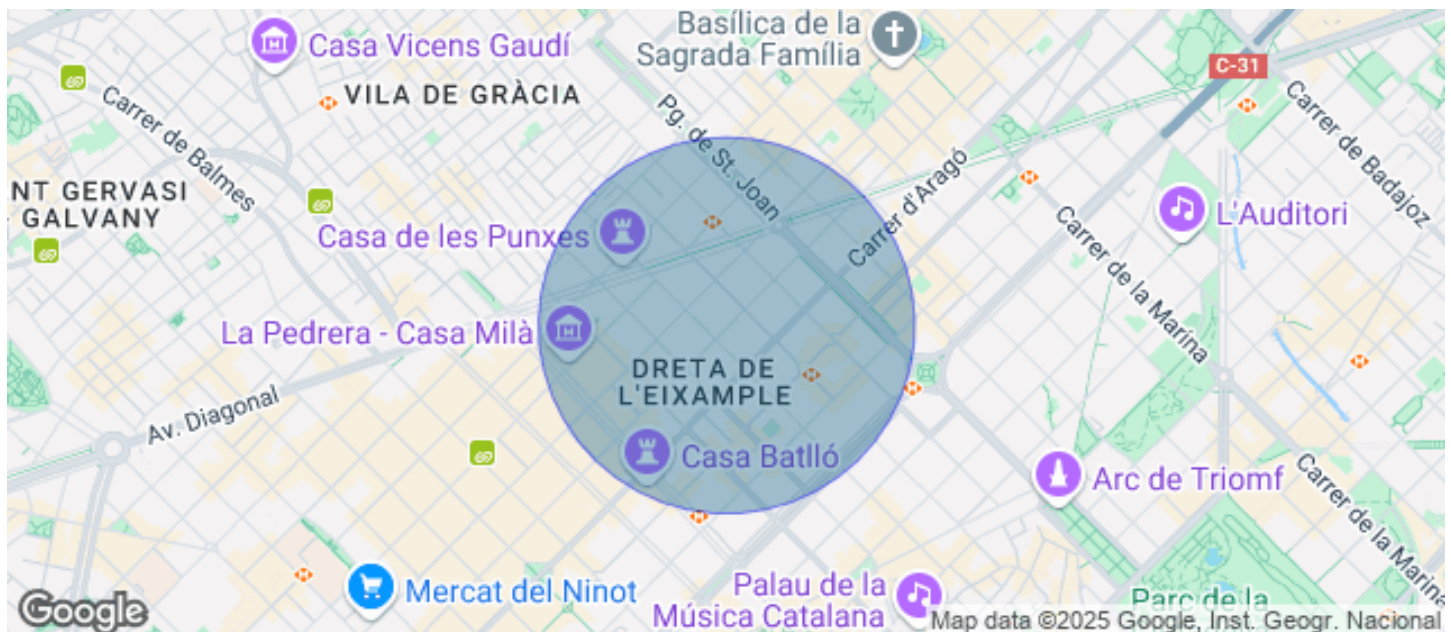 Basílica de la
Sagrada Família
Casa Vicens Gaudí
C-31
VILA DE GRÀCIA
Carrer de Balmes
Pg. de St. Joan
Carrer de Badajoz
NT GERVASI
GALVANY
Carrer d'Aragó
L'Auditori
Casa de les Punxes
Carrer de la Marina
La Pedrera - Casa Milà
DRETA DE
L'EIXAMPLE
Av. Diagonal
Casa Batlló
Arc de Triomf
Carrer de la Marina
Mercat del Ninot
Palau de la
Música Catalana
Parc de la
Google
Map data ©2025 Google, Inst. Geogr. Nacional